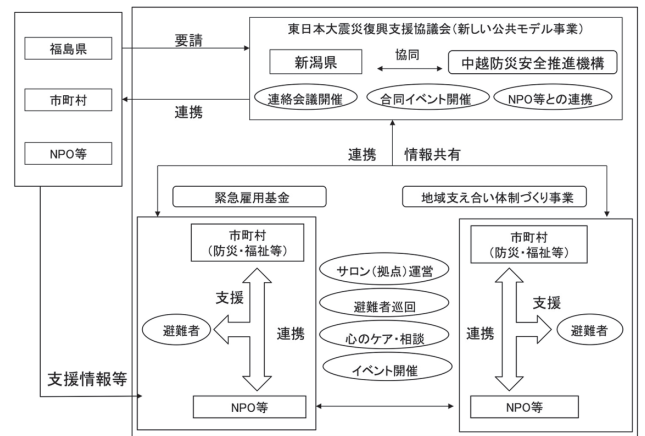 東日本大震災復興支援協議会(新しい公共モデル事業)
福島県
要請
新潟県
協同
中越防災安全推進機構
市町村
連携
連絡会議開催
合同イベント開催
NPO等との連携
NPO等
連携
情報共有
緊急雇用基金
地域支え合い体制づくり事業
市町村
(防災・福祉等)
支援
避難者
連携
NPO等
サロン(拠点)運営
避難者巡回
心のケア・相談
イベント開催
市町村
(防災・福祉等)
支援
連携
避難者
NPO等
支援情報等